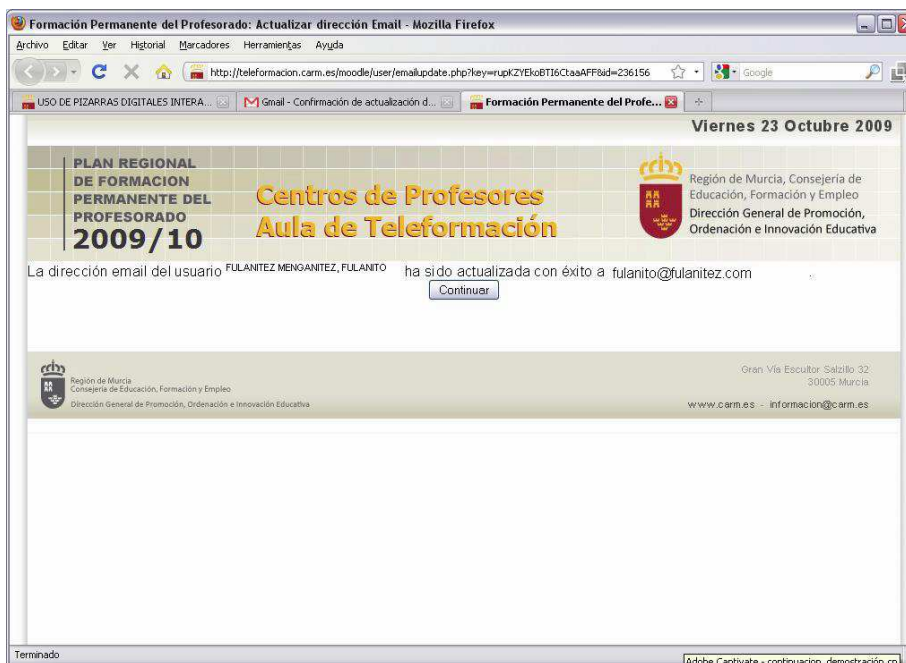 Formación Permanente del Profesorado: Actualizar dirección Email - Mozilla Firefox
Archivo Editar Ver Historial Marcadores Herramientas Ayuda
http://teleformacion.carm.es/moodle/user/emailupdate.php?key=rupKZYEkoBTI6CtaaAFF&id=236156 Google
USO DE PIZARRAS DIGITALES INTERA... Gmail - Confirmación de actualización d... Formación Permanente del Profe...
Viernes 23 Octubre 2009
PLAN REGIONAL
DE FORMACION
PERMANENTE DEL
PROFESORADO
2009/10
Centros de Profesores
Aula de Teleformación
Región de Murcia, Consejería de
Educación, Formación y Empleo
Dirección General de Promoción,
Ordenación e Innovación Educativa
La dirección email del usuario FULANITEZ MENGANITEZ, FULANITO ha sido actualizada con éxito a fulanito@fulanitez.com .
Continuar
Región de Murcia
Consejería de Educación, Formación y Empleo
Dirección General de Promoción, Ordenación e Innovación Educativa
Gran Vía Escultor Salzillo 32
30005 Murcia
www.carm.es - informacion@carm.es
Terminado
Adobe Captivate - continuacion_demostración.cp